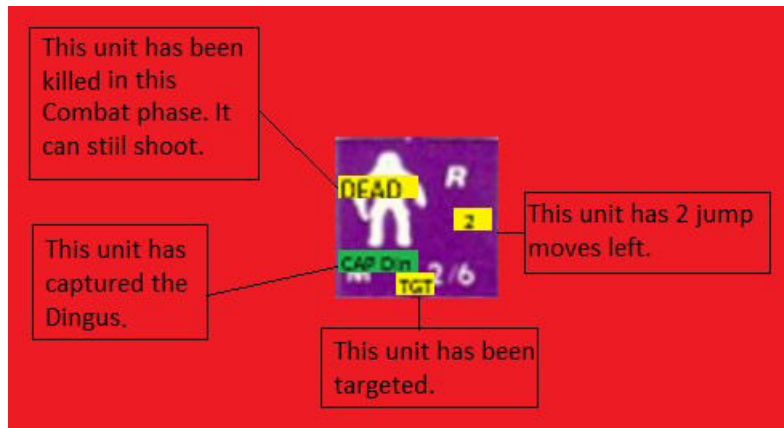 This unit has been
killed in this
Combat phase. It
can stiil shoot.
DEAD
R
2
This unit has 2 jump
moves left.
This unit has
captured the
Dingus.
CAP Din
TGT
2/6
This unit has been
targeted.